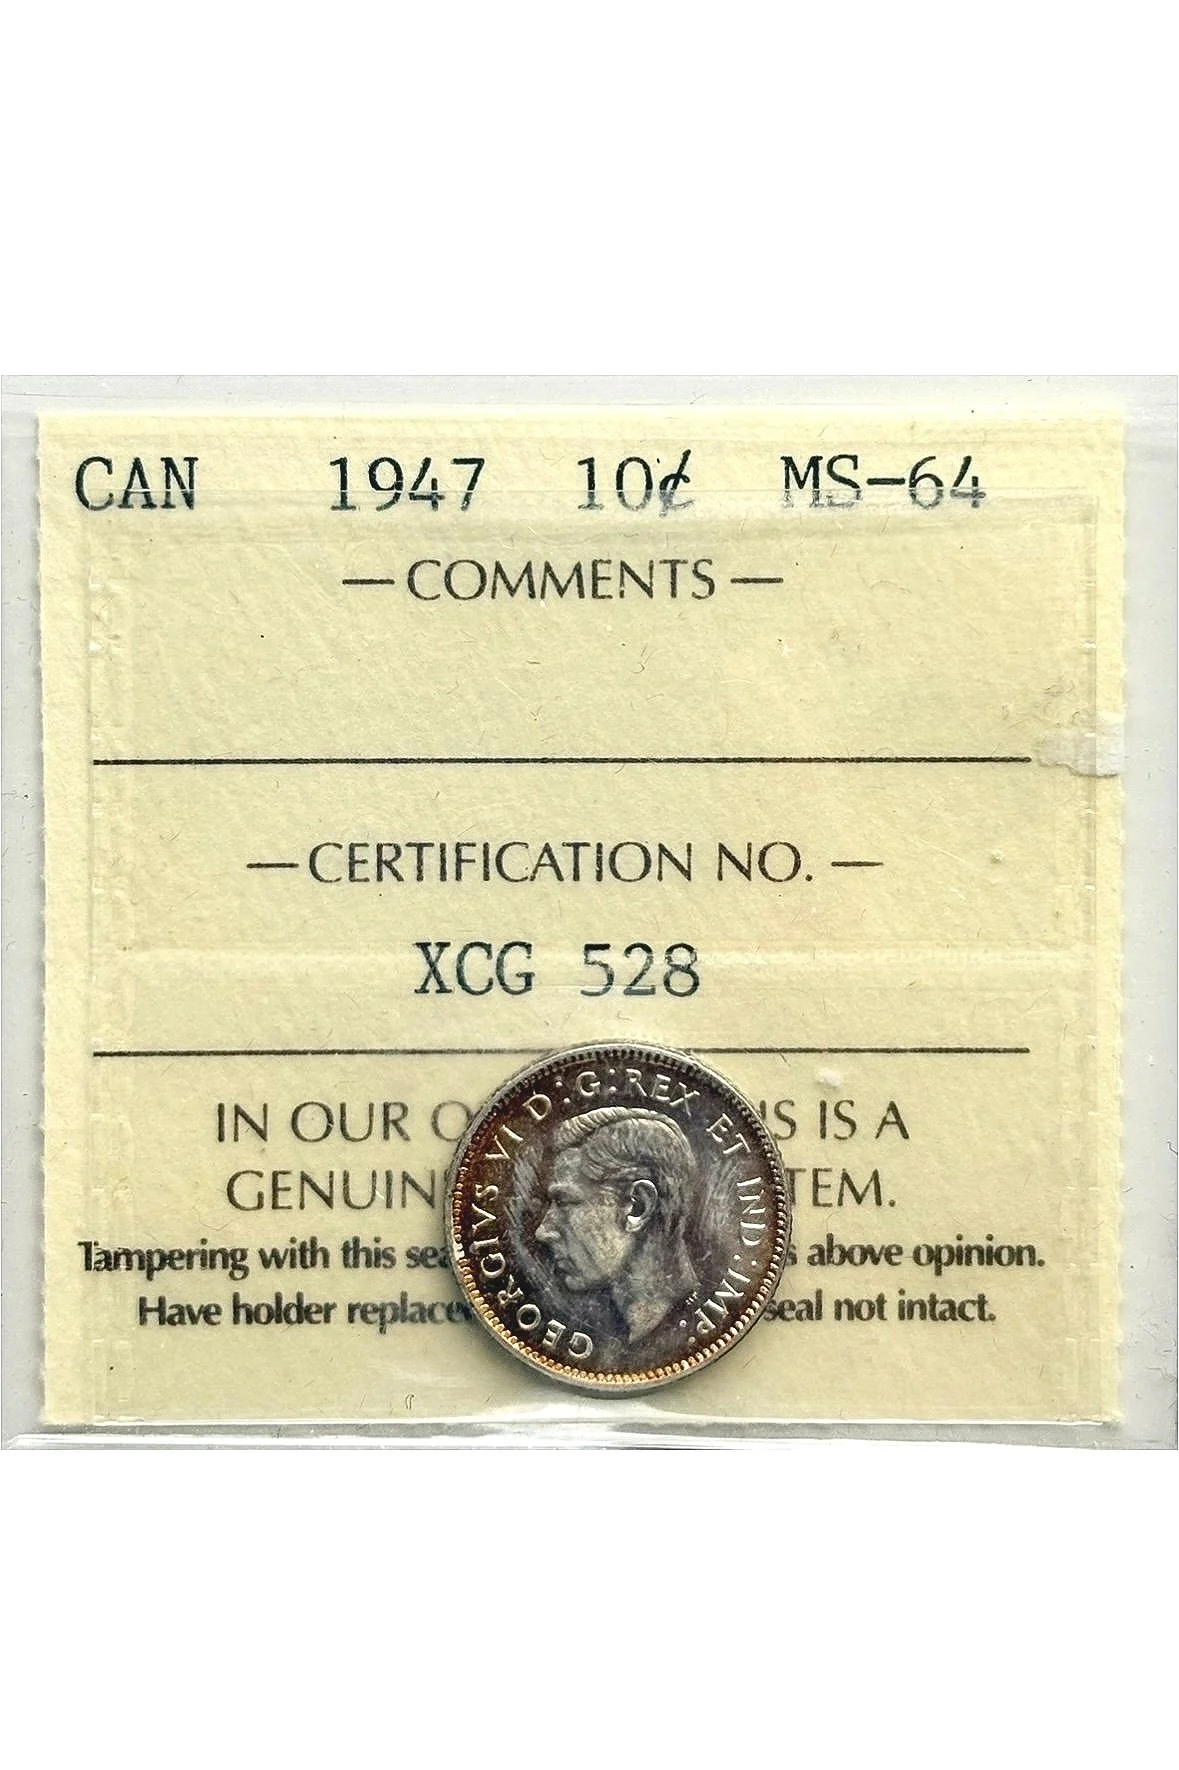 CAN 1947 10¢ MS-64
— COMMENTS —
— CERTIFICATION NO. —
XCG 528
IN OUR O S IS A
GENUIN TEM.
Tampering with this sea s above opinion.
Have holder replace seal not intact.
GEORGIVS VI D:G:REX ET IND:IMP: